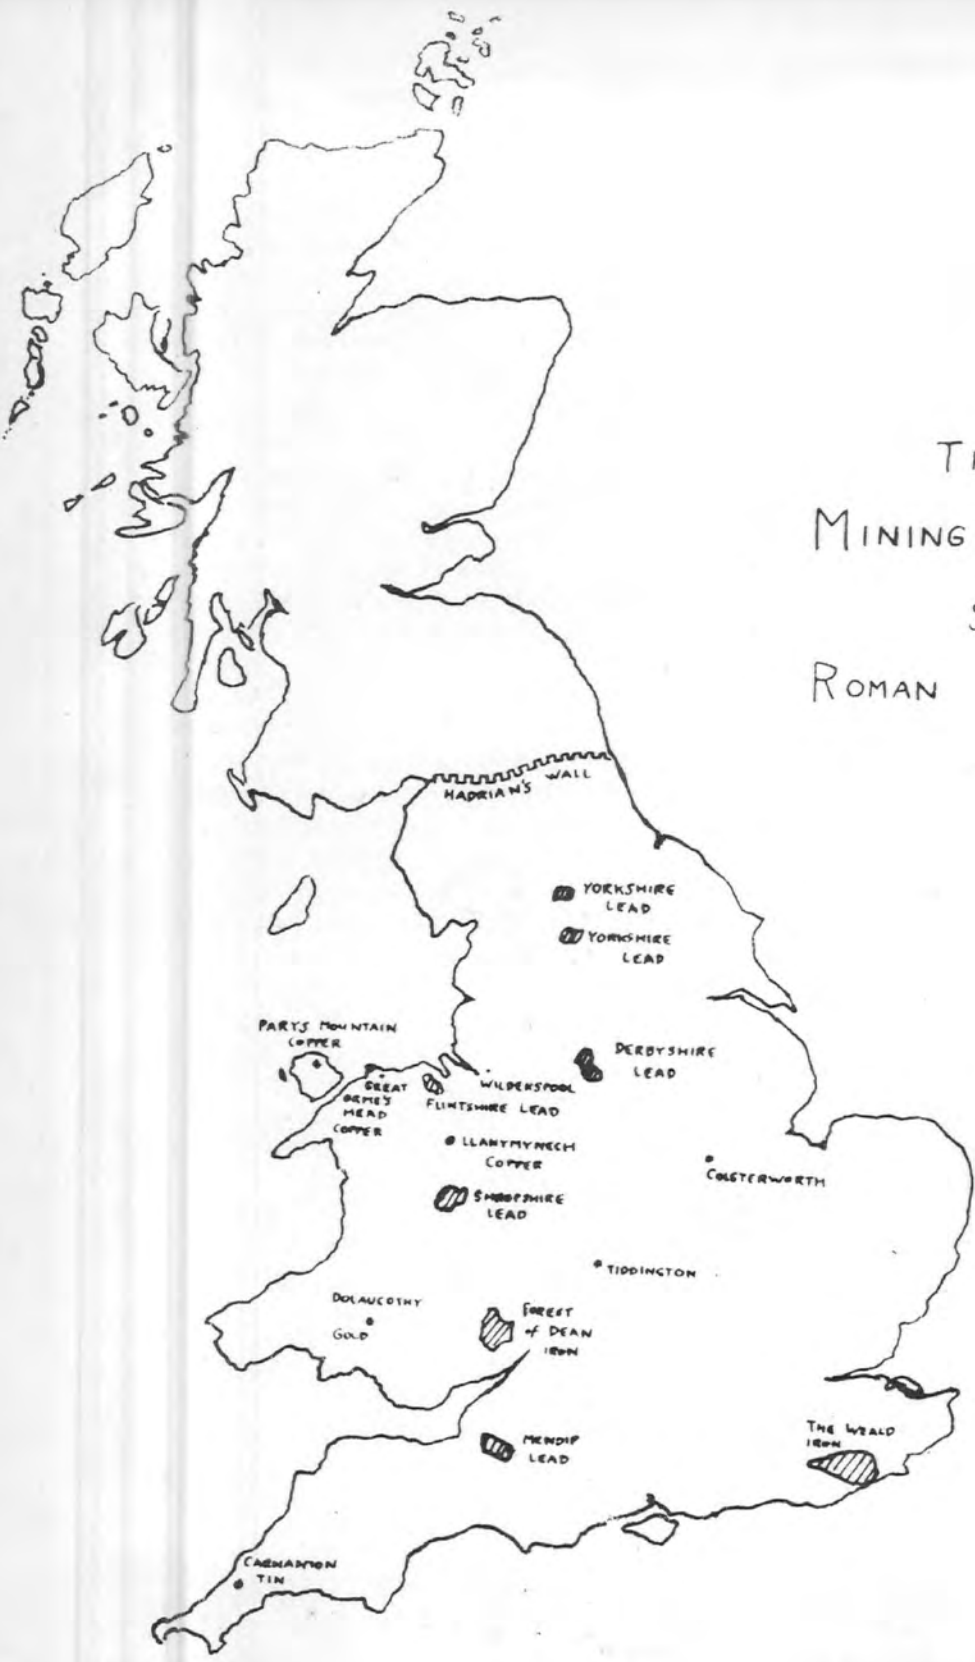 TH
MINING
S
ROMAN
HADRIAN'S WALL
YORKSHIRE
LEAD
YORKSHIRE
LEAD
PARYS MOUNTAIN
COPPER
DERBYSHIRE
LEAD
GREAT
ORME'S
HEAD
COPPER
WILDERSPOOL
FLINTSHIRE LEAD
LLANYMYNECH
COPPER
COLSTERWORTH
SHROPSHIRE
LEAD
TIDDINGTON
DOLAUCOTHY
GOLD
FOREST
of DEAN
IRON
THE WEALD
IRON
MENDIP
LEAD
CARNANTON
TIN